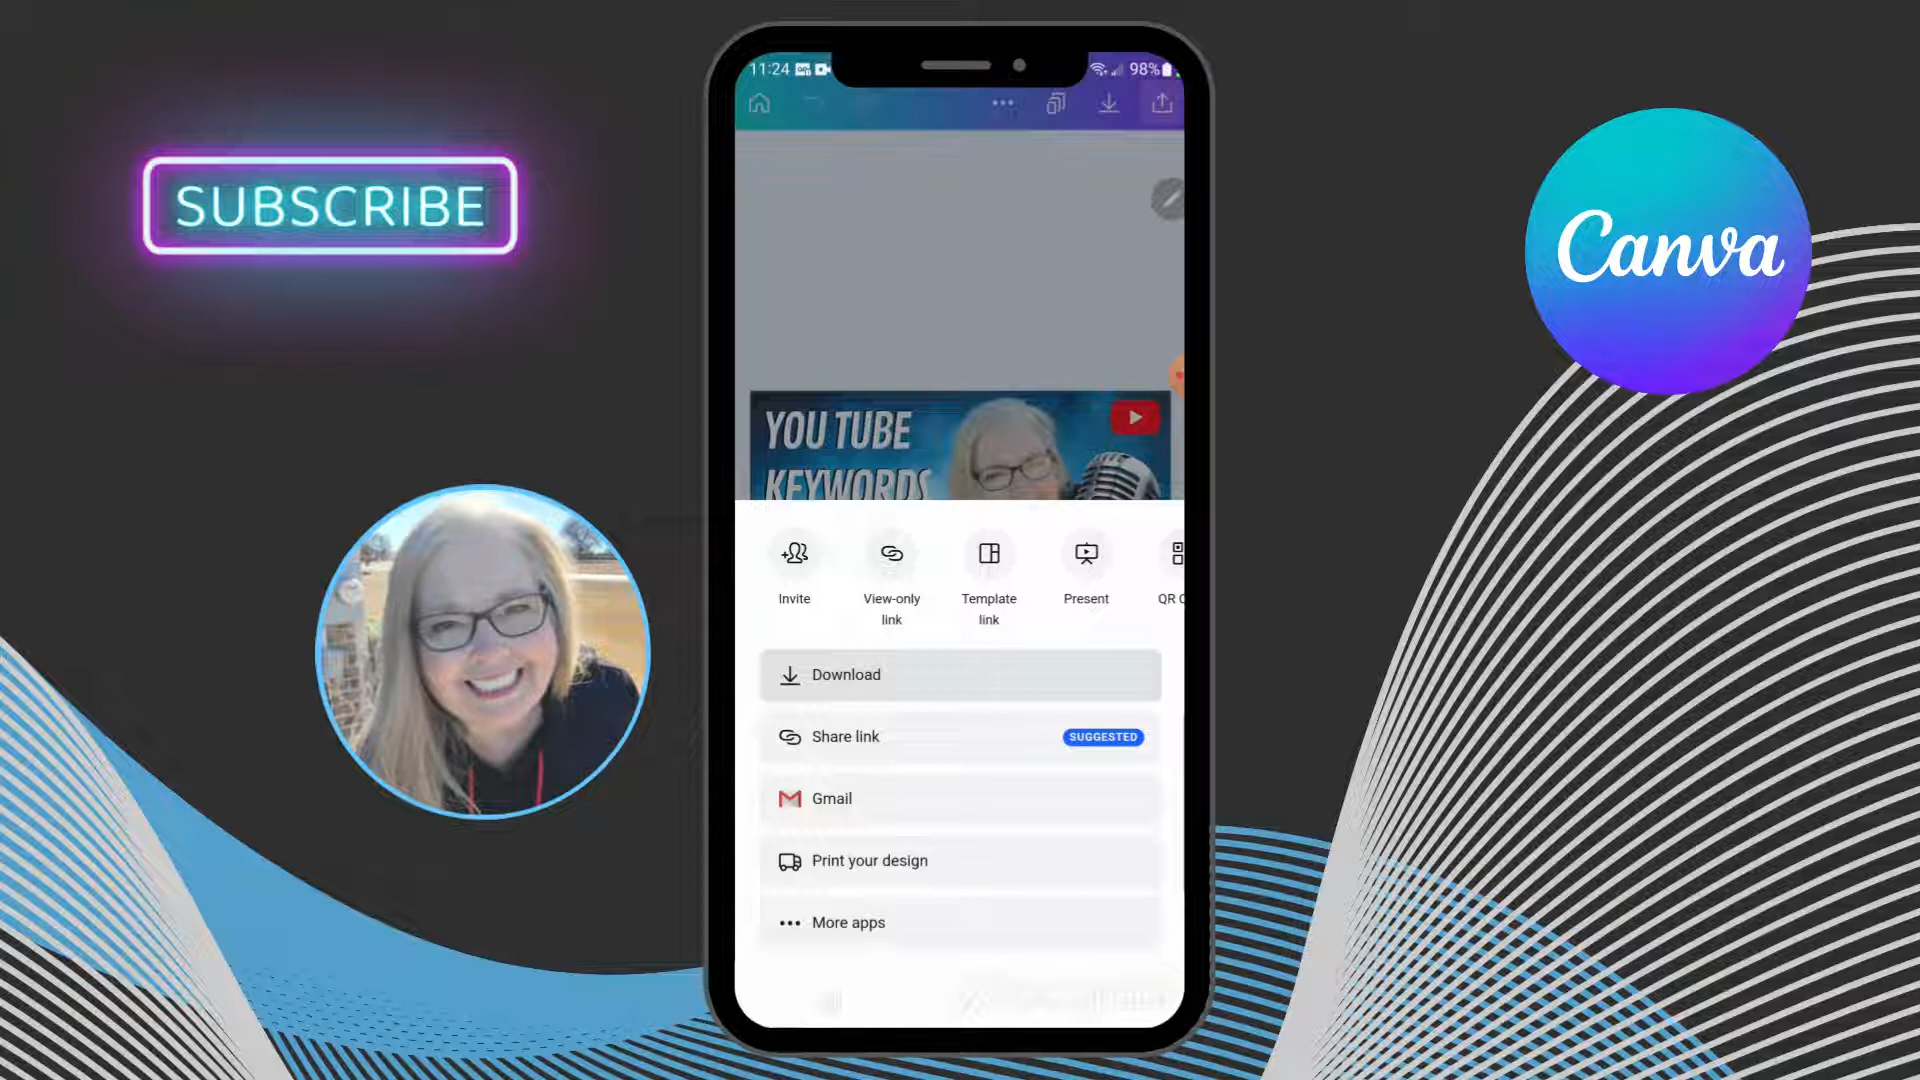 SUBSCRIBE
11:24
98%
Canva
YOU TUBE
KEYWORDS
Invite
View-only
link
Template
link
Present
QR
Download
Share link
SUGGESTED
Gmail
Print your design
More apps